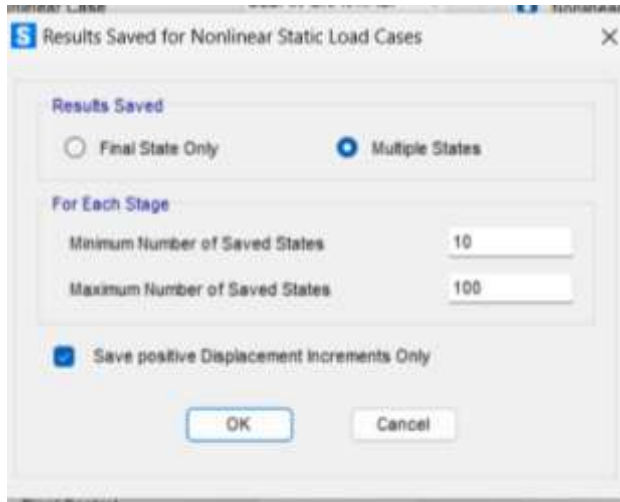 S Results Saved for Nonlinear Static Load Cases
Results Saved
Final State Only
Multiple States
For Each Stage
Minimum Number of Saved States 10
Maximum Number of Saved States 100
Save positive Displacement Increments Only
OK
Cancel